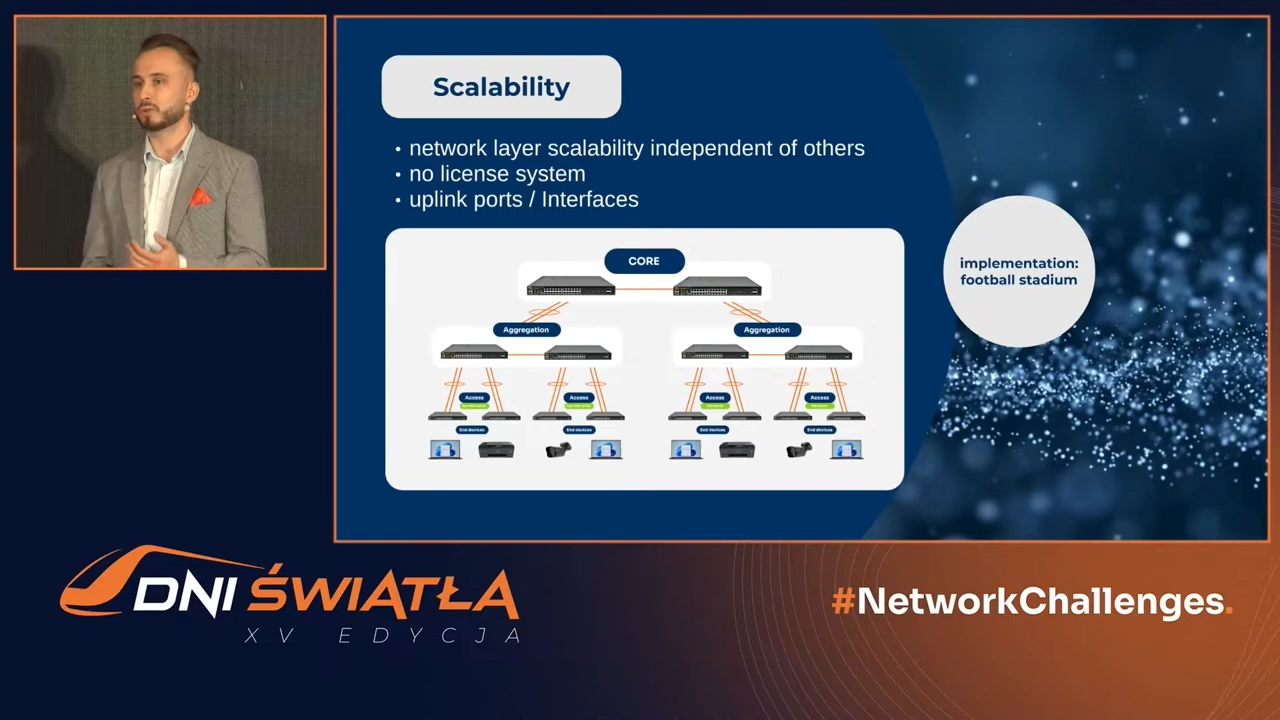 Scalability
• network layer scalability independent of others
• no license system
• uplink ports / Interfaces
CORE
Aggregation
Aggregation
Access
Access
Access
Access
End devices
End devices
End devices
End devices
implementation:
football stadium
DNI ŚWIATŁA
XV EDYCJA
#NetworkChallenges.